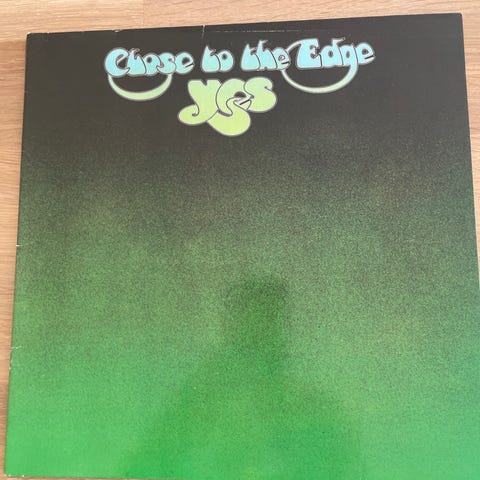 Close to the Edge
Yes